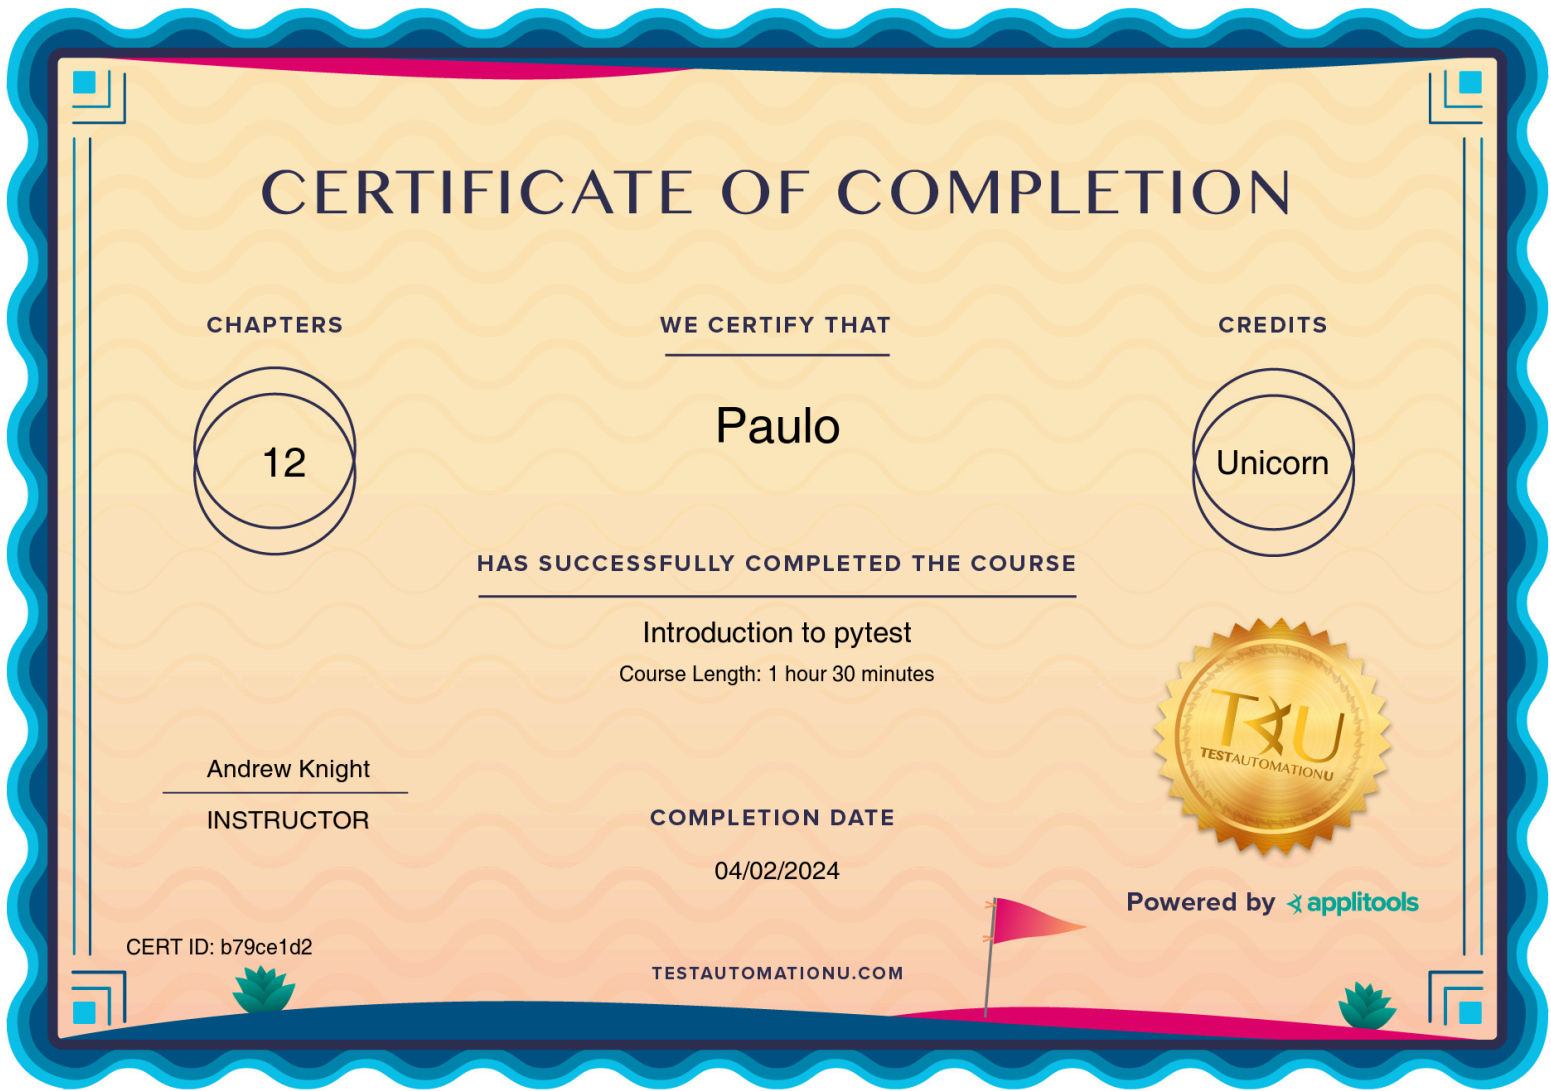 CERTIFICATE OF COMPLETION
CHAPTERS
12
WE CERTIFY THAT
Paulo
CREDITS
Unicorn
HAS SUCCESSFULLY COMPLETED THE COURSE
Introduction to pytest
Course Length: 1 hour 30 minutes
TAU
TESTAUTOMATIONU
Andrew Knight
INSTRUCTOR
COMPLETION DATE
04/02/2024
Powered by applitools
CERT ID: b79ce1d2
TESTAUTOMATIONU.COM